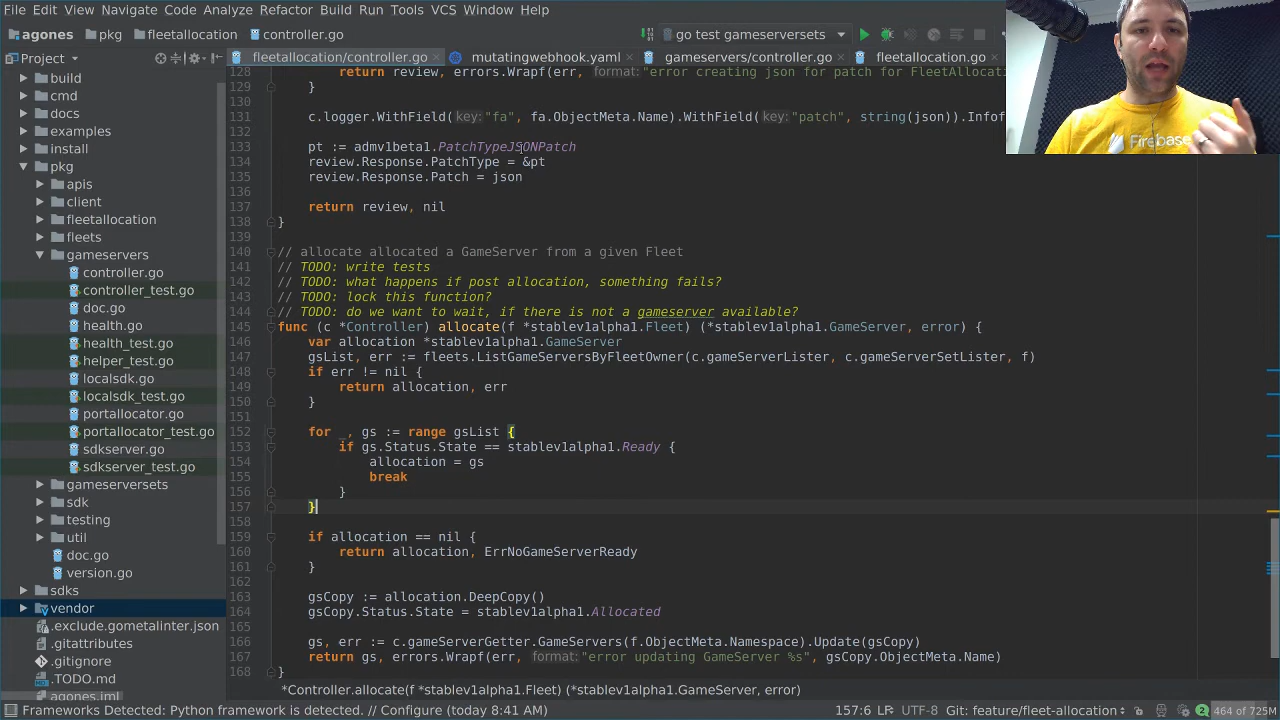 File Edit View Navigate Code Analyze Refactor Build Run Tools VCS Window Help
agones pkg fleetallocation controller.go go test gameserversets
Project fleetallocation/controller.go mutatingwebhook.yaml gameservers/controller.go fleetallocation.go
build
cmd
docs
examples
install
pkg
apis
client
fleetallocation
fleets
gameservers
controller.go
controller_test.go
doc.go
health.go
health_test.go
helper_test.go
localsdk.go
localsdk_test.go
portallocator.go
portallocator_test.go
sdkserver.go
sdkserver_test.go
gameserversets
sdk
testing
util
doc.go
version.go
sdks
vendor
.exclude.gometalinter.json
.gitattributes
.gitignore
.TODO.md
agones.iml
128 return review, errors.Wrapf(err, format:"error creating json for patch for FleetAllocati
129 }
130
131 c.logger.WithField(key:"fa", fa.ObjectMeta.Name).WithField(key:"patch", string(json)).Infof
132
133 pt := admv1beta1.PatchTypeJSONPatch
134 review.Response.PatchType = &pt
135 review.Response.Patch = json
136
137 return review, nil
138 }
139
140 // allocate allocated a GameServer from a given Fleet
141 // TODO: write tests
142 // TODO: what happens if post allocation, something fails?
143 // TODO: lock this function?
144 // TODO: do we want to wait, if there is not a gameserver available?
145 func (c *Controller) allocate(f *stablev1alpha1.Fleet) (*stablev1alpha1.GameServer, error) {
146 var allocation *stablev1alpha1.GameServer
147 gsList, err := fleets.ListGameServersByFleetOwner(c.gameServerLister, c.gameServerSetLister, f)
148 if err != nil {
149 return allocation, err
150 }
151
152 for _, gs := range gsList {
153 if gs.Status.State == stablev1alpha1.Ready {
154 allocation = gs
155 break
156 }
157 }
158
159 if allocation == nil {
160 return allocation, ErrNoGameServerReady
161 }
162
163 gsCopy := allocation.DeepCopy()
164 gsCopy.Status.State = stablev1alpha1.Allocated
165
166 gs, err := c.gameServerGetter.GameServers(f.ObjectMeta.Namespace).Update(gsCopy)
167 return gs, errors.Wrapf(err, format:"error updating GameServer %s", gsCopy.ObjectMeta.Name)
168 }
*Controller.allocate(f *stablev1alpha1.Fleet) (*stablev1alpha1.GameServer, error)
Frameworks Detected: Python framework is detected. // Configure (today 8:41 AM) 157:6 LF UTF-8 Git: feature/fleet-allocation 2 464 of 725M
Firebase